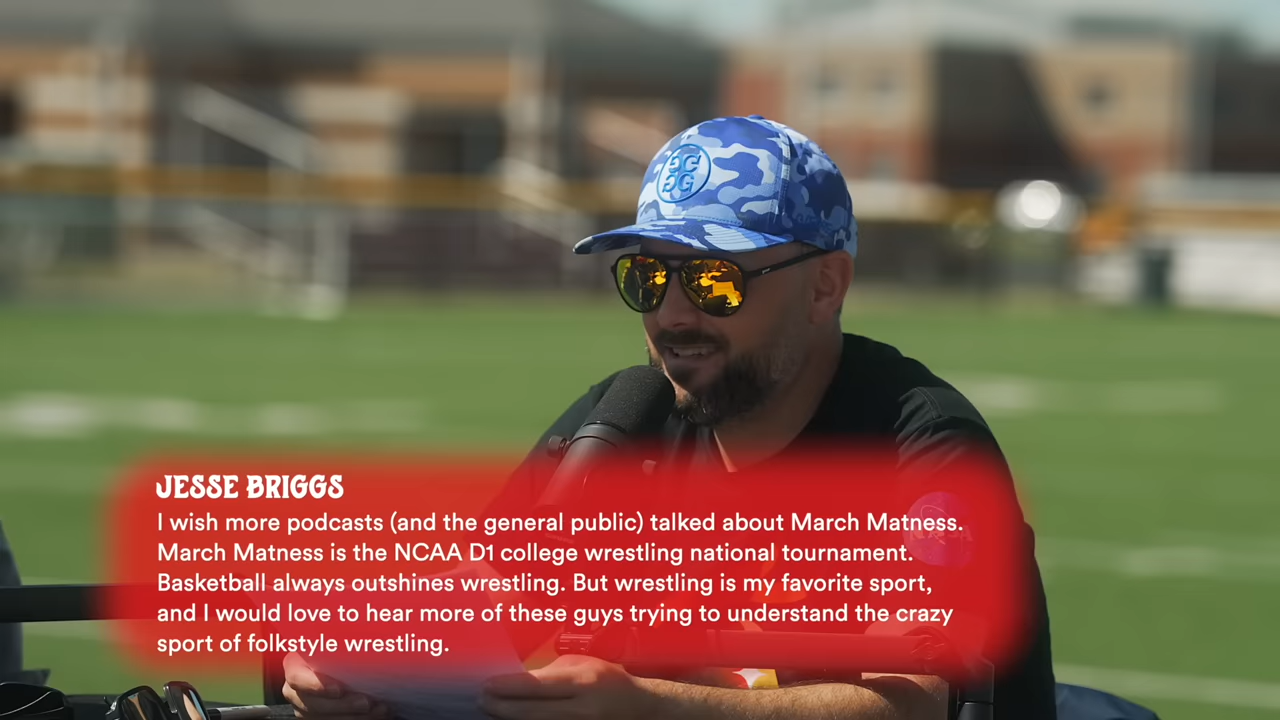 JESSE BRIGGS
I wish more podcasts (and the general public) talked about March Matness.
March Matness is the NCAA D1 college wrestling national tournament.
Basketball always outshines wrestling. But wrestling is my favorite sport,
and I would love to hear more of these guys trying to understand the crazy
sport of folkstyle wrestling.